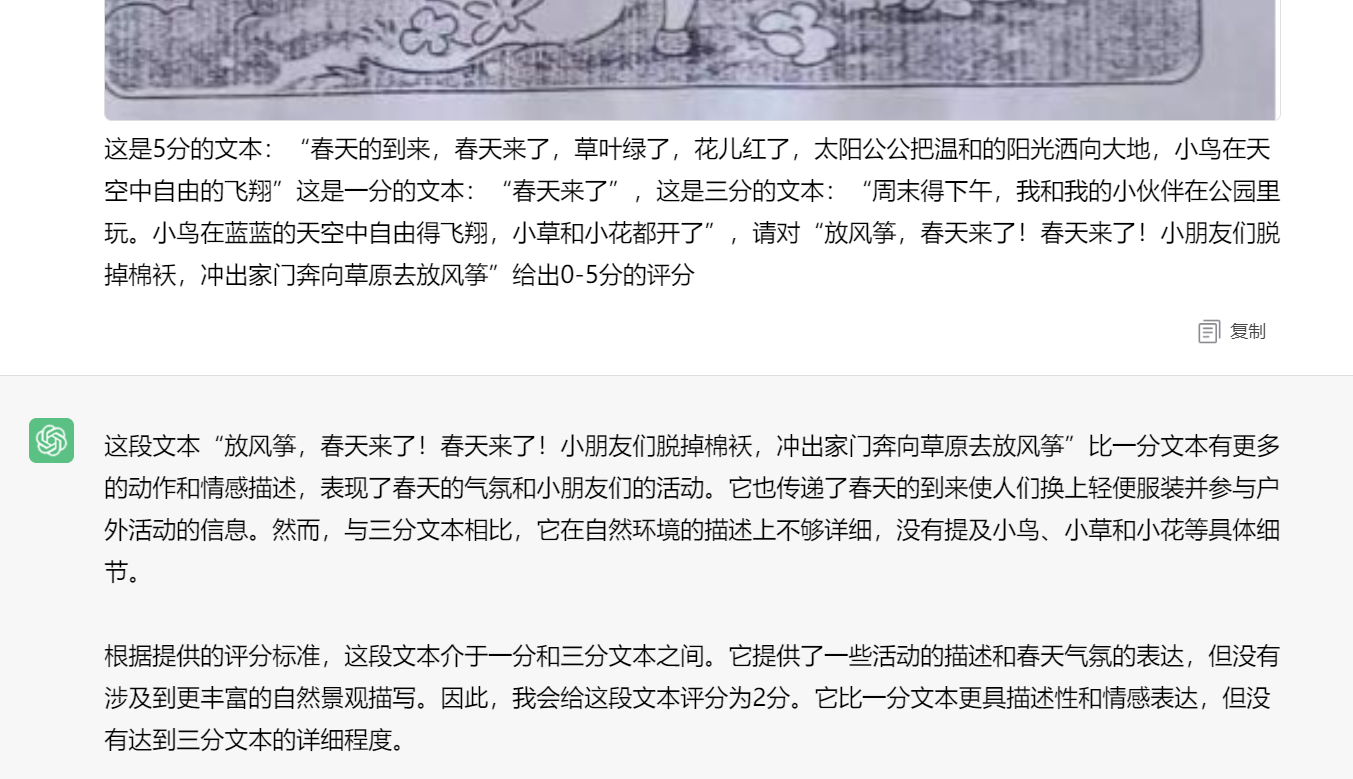 这是5分的文本：“春天的到来，春天来了，草叶绿了，花儿红了，太阳公公把温和的阳光洒向大地，小鸟在天
空中自由的飞翔”这是一分的文本：“春天来了”，这是三分的文本：“周末得下午，我和我的小伙伴在公园里
玩。小鸟在蓝蓝的天空中自由得飞翔，小草和小花都开了”，请对“放风筝，春天来了！春天来了！小朋友们脱
掉棉袄，冲出家门奔向草原去放风筝”给出0-5分的评分
复制
这段文本“放风筝，春天来了！春天来了！小朋友们脱掉棉袄，冲出家门奔向草原去放风筝”比一分文本有更多
的动作和情感描述，表现了春天的气氛和小朋友们的活动。它也传递了春天的到来使人们换上轻便服装并参与户
外活动的信息。然而，与三分文本相比，它在自然环境的描述上不够详细，没有提及小鸟、小草和小花等具体细
节。
根据提供的评分标准，这段文本介于一分和三分文本之间。它提供了一些活动的描述和春天气氛的表达，但没有
涉及到更丰富的自然景观描写。因此，我会给这段文本评分为2分。它比一分文本更具描述性和情感表达，但没
有达到三分文本的详细程度。